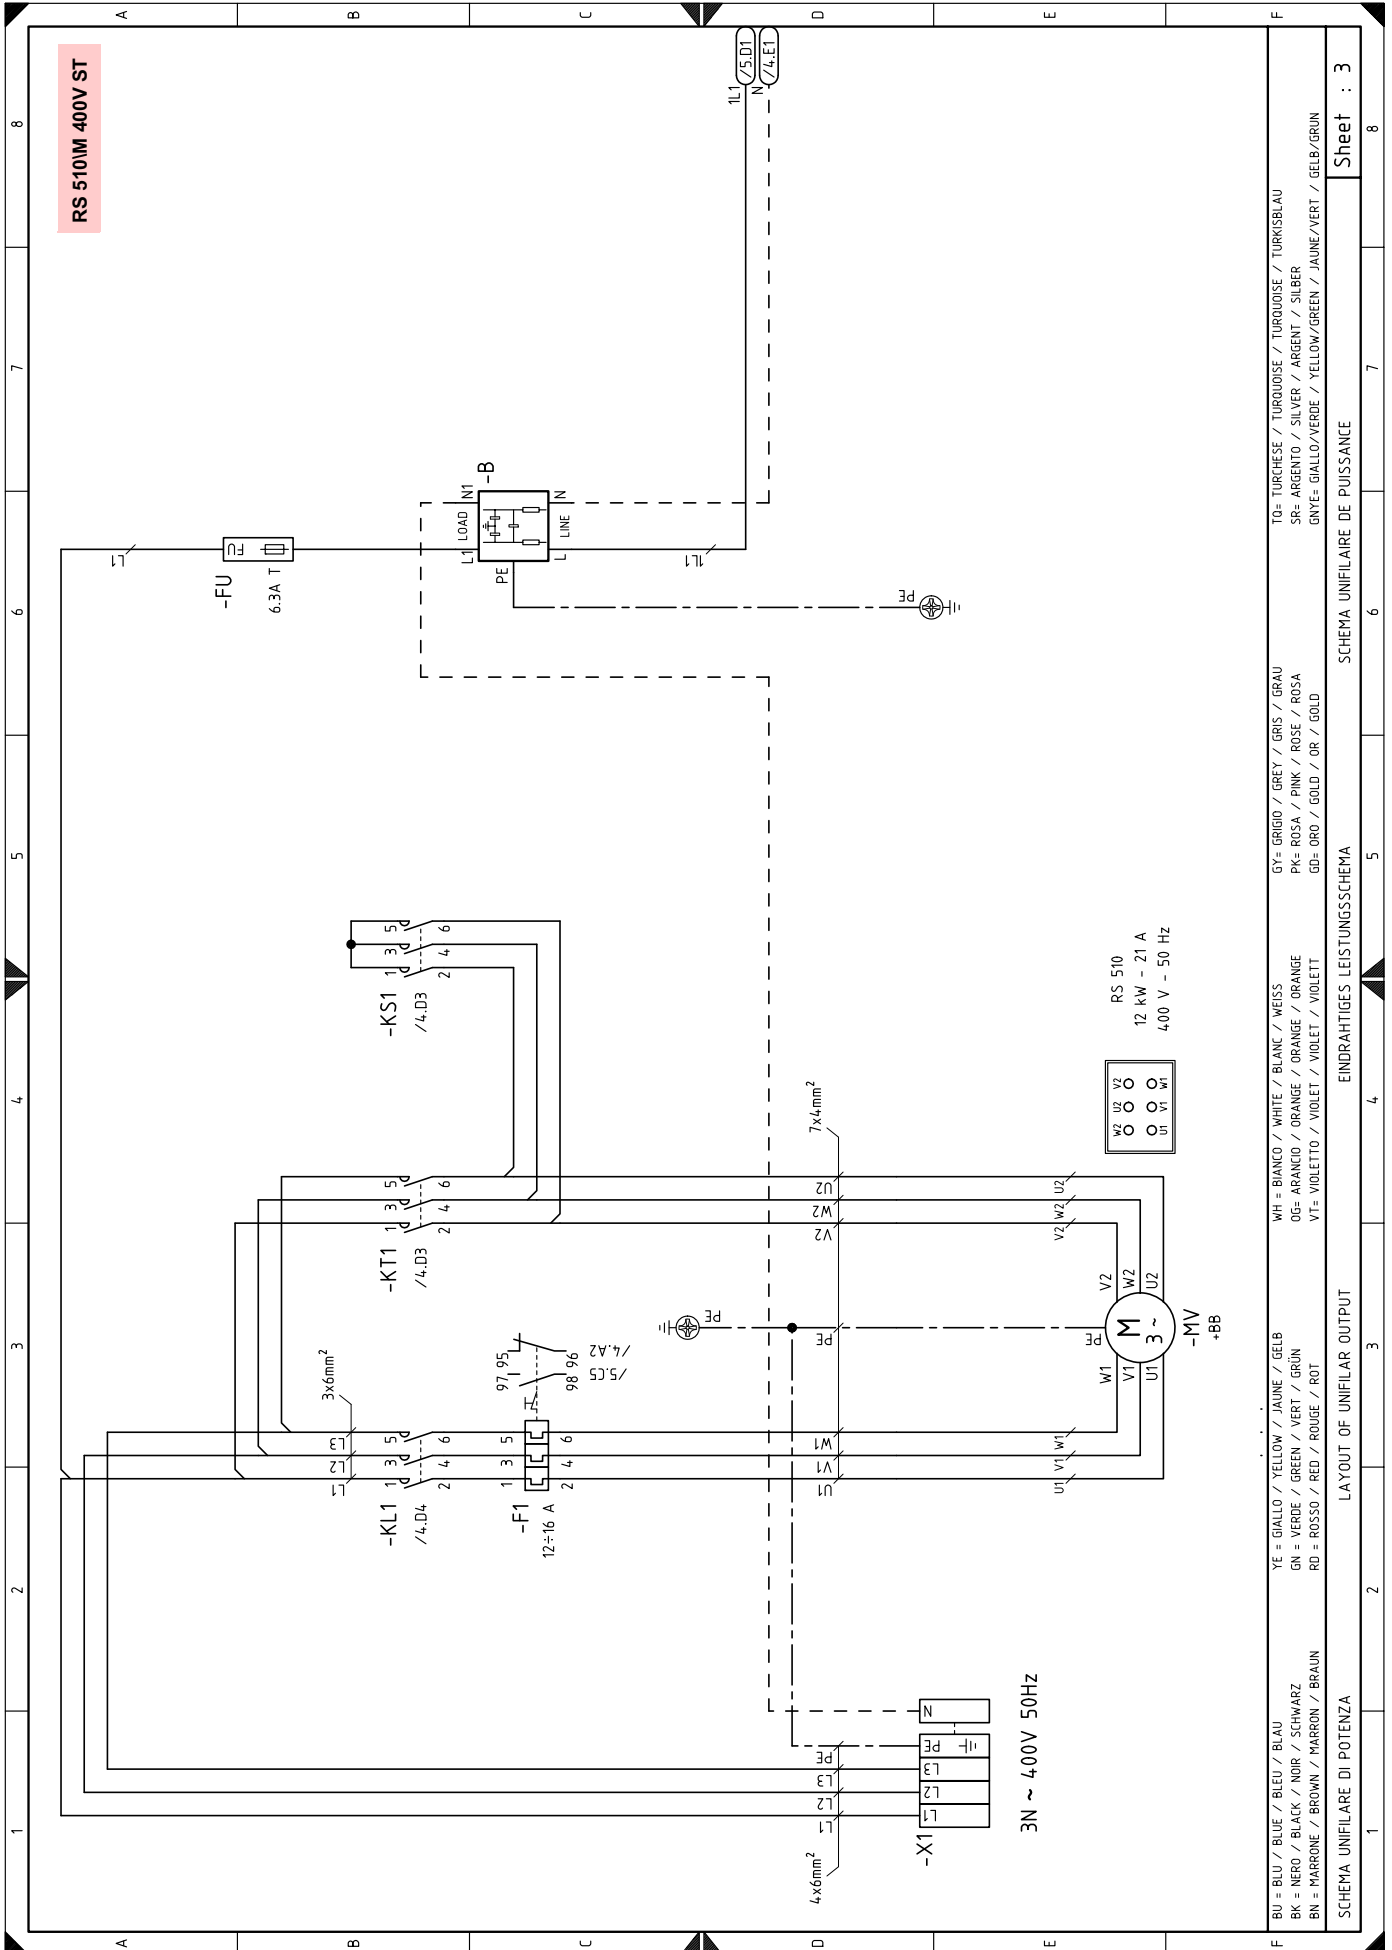 RS 510\M 400V ST
1 2 3 4 5 6 7 8
A
B
C
D
E
F
L1
-FU
FU
6.3A T
L1 LOAD N1
-B
PE
L LINE N
1L1
PE
1L1
/5.D1
N
/4.E1
3x6mm²
L1 L2 L3
-KL1
/4.D4
1 3 5
2 4 6
-KT1
/4.D3
1 3 5
2 4 6
-KS1
/4.D3
1 3 5
2 4 6
-F1
12÷16 A
1 3 5
2 4 6
97 95
98 96
/5.C5
/4.A2
PE
4x6mm²
L1 L2 L3 PE
7x4mm²
U1 V1 W1 PE V2 W2 U2
-X1
L1 L2 L3 PE N
3N ~ 400V 50Hz
U1 V1 W1
V2 W2 U2
PE
W1
V1
U1
M
3 ~
V2
W2
U2
-MV
+BB
W2 U2 V2
U1 V1 W1
RS 510
12 kW - 21 A
400 V - 50 Hz
BU = BLU / BLUE / BLEU / BLAU
BK = NERO / BLACK / NOIR / SCHWARZ
BN = MARRONE / BROWN / MARRON / BRAUN
YE = GIALLO / YELLOW / JAUNE / GELB
GN = VERDE / GREEN / VERT / GRÜN
RD = ROSSO / RED / ROUGE / ROT
WH = BIANCO / WHITE / BLANC / WEISS
OG= ARANCIO / ORANGE / ORANGE / ORANGE
VT= VIOLETTO / VIOLET / VIOLET / VIOLETT
GY= GRIGIO / GREY / GRIS / GRAU
PK= ROSA / PINK / ROSE / ROSA
GD= ORO / GOLD / OR / GOLD
TQ= TURCHESE / TURQUOISE / TURQUOISE / TURKISBLAU
SR= ARGENTO / SILVER / ARGENT / SILBER
GNYE= GIALLO/VERDE / YELLOW/GREEN / JAUNE/VERT / GELB/GRUN
SCHEMA UNIFILARE DI POTENZA
LAYOUT OF UNIFILAR OUTPUT
EINDRAHTIGES LEISTUNGSSCHEMA
SCHEMA UNIFILAIRE DE PUISSANCE
Sheet : 3
1 2 3 4 5 6 7 8
A
B
C
D
E
F